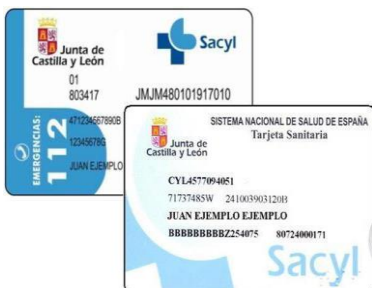 Junta de
Castilla y León
Sacyl
01
803417 JMJM480101917010
EMERGENCIAS:
112
JUAN EJEMPLO
SISTEMA NACIONAL DE SALUD DE ESPAÑA
Tarjeta Sanitaria
Junta de
Castilla y León
CYL4577094051
71737485W 241003903120B
JUAN EJEMPLO EJEMPLO
BBBBBBBBBZ254075 80724000171
Sacyl